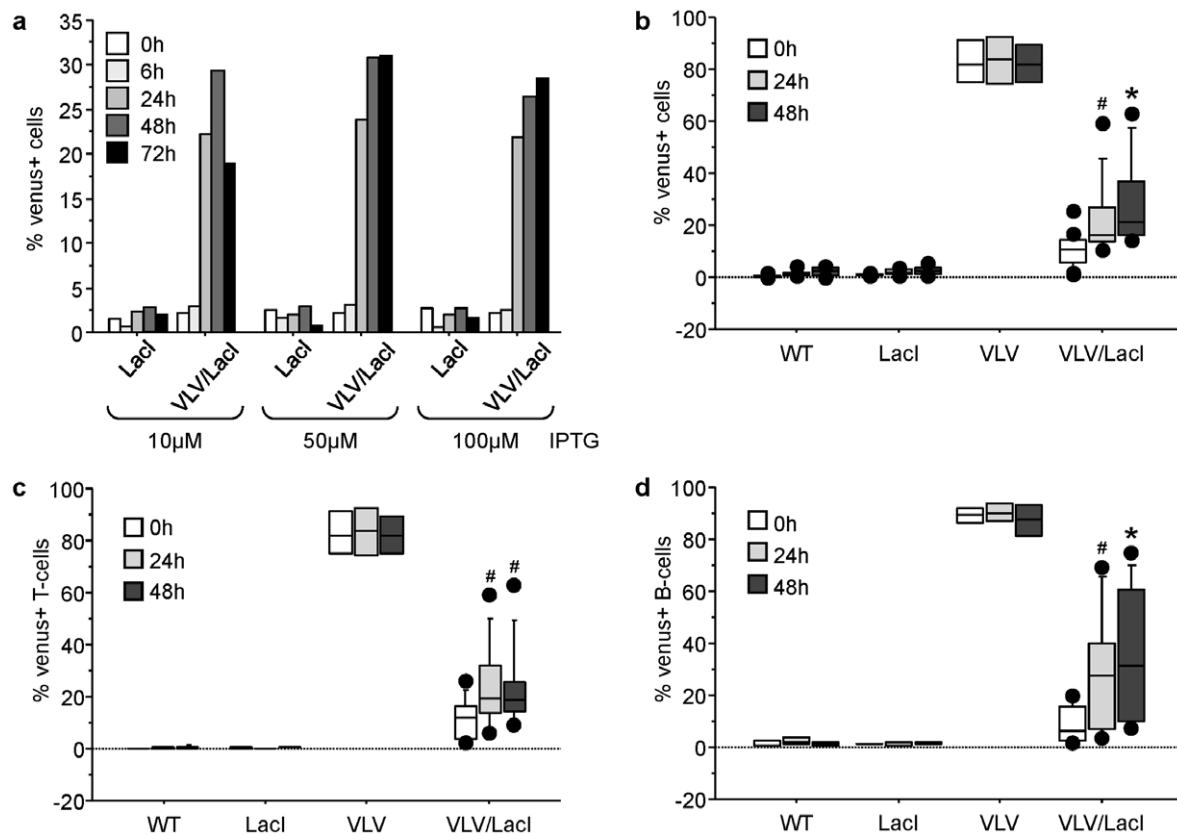 a
35
30
25
20
15
10
5
0
% venus+ cells
0h
6h
24h
48h
72h
LacI
VLV/LacI
LacI
VLV/LacI
LacI
VLV/LacI
10µM
50µM
100µM
IPTG
b
100
80
60
40
20
0
-20
% venus+ cells
0h
24h
48h
#
*
WT
LacI
VLV
VLV/LacI
c
100
80
60
40
20
0
-20
% venus+ T-cells
0h
24h
48h
# #
WT
LacI
VLV
VLV/LacI
d
100
80
60
40
20
0
-20
% venus+ B-cells
0h
24h
48h
#
*
WT
LacI
VLV
VLV/LacI